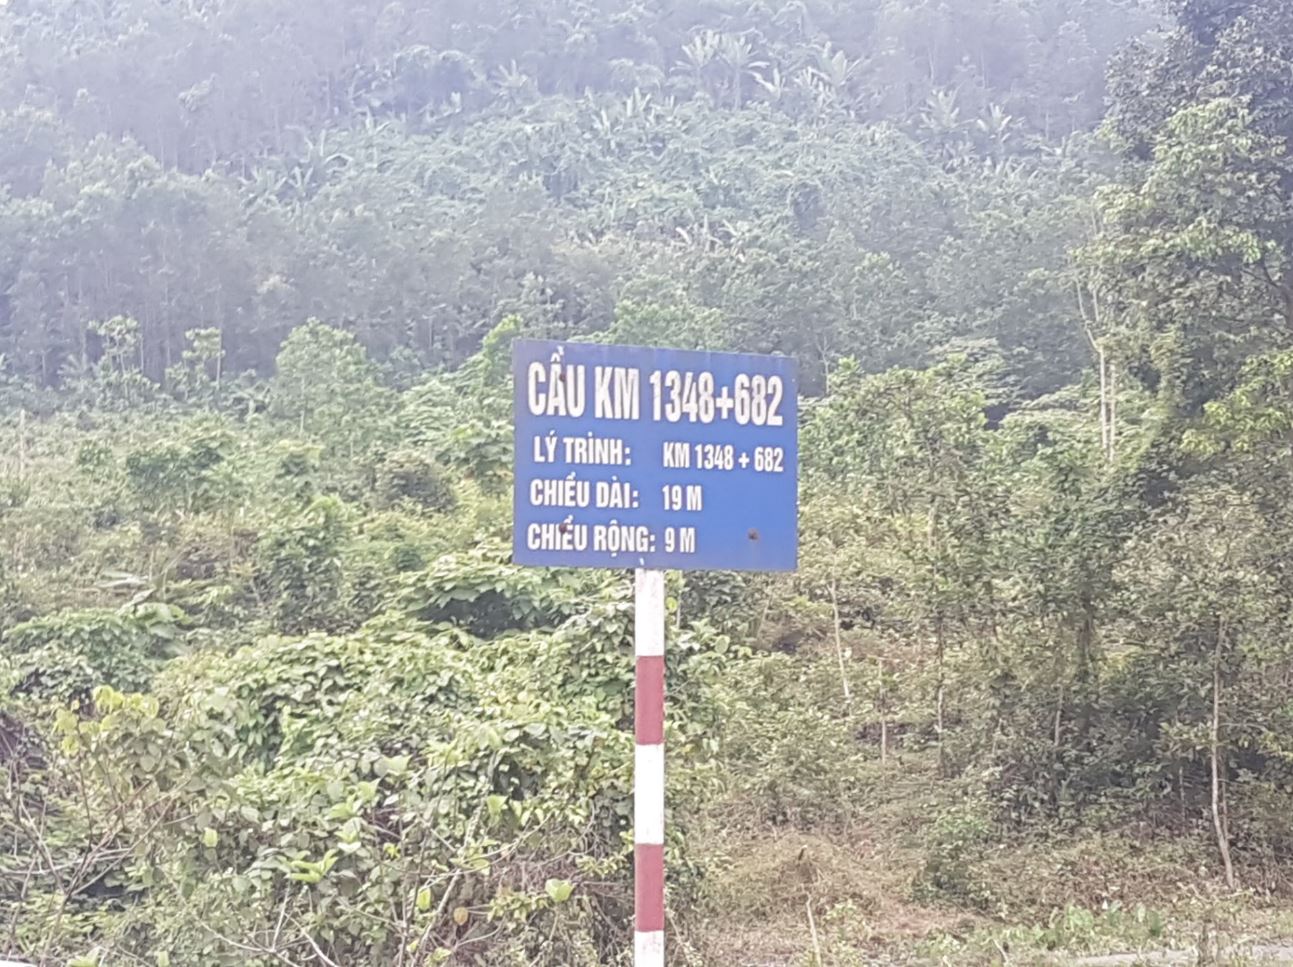 CẦU KM 1348+682
LÝ TRÌNH: KM 1348 + 682
CHIỀU DÀI: 19 M
CHIỀU RỘNG: 9 M